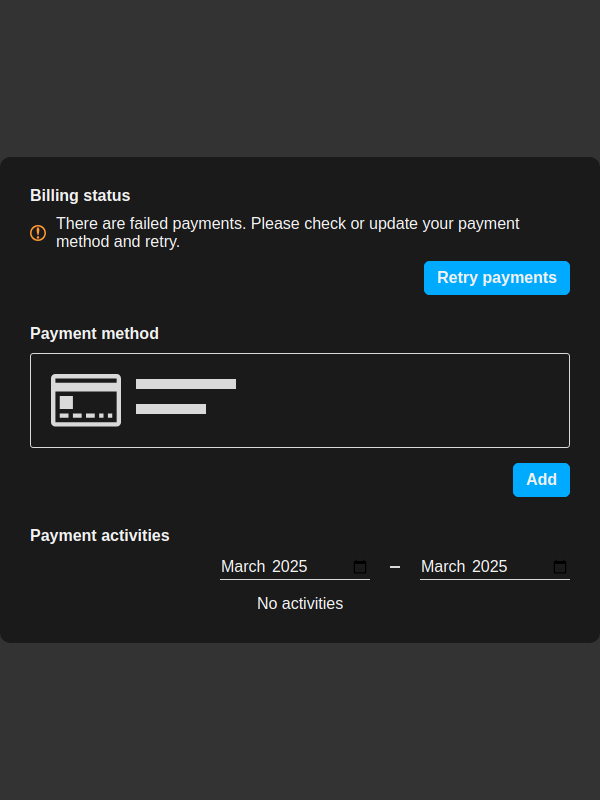 Billing status
There are failed payments. Please check or update your payment
method and retry.
Retry payments
Payment method
Add
Payment activities
March 2025 – March 2025
No activities